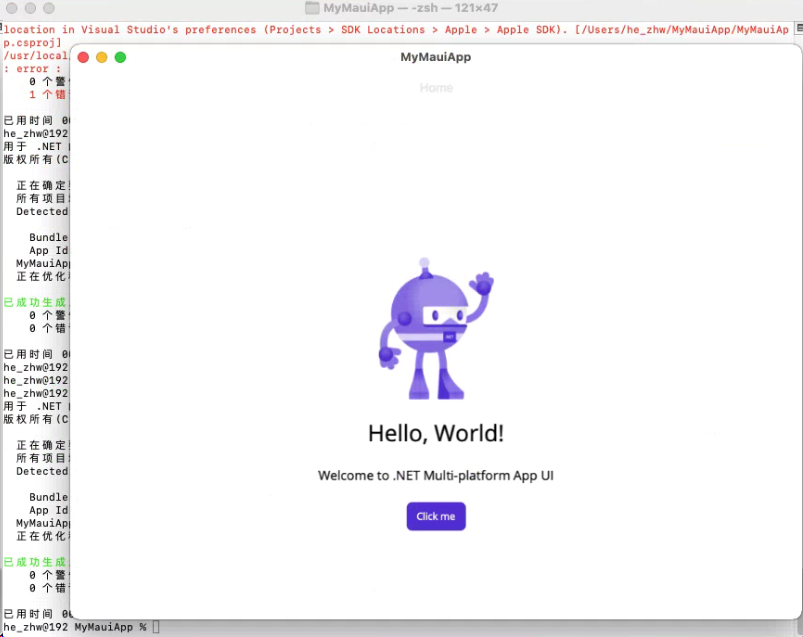 MyMauiApp — -zsh — 121×47
location in Visual Studio's preferences (Projects > SDK Locations > Apple > Apple SDK). [/Users/he_zhw/MyMauiApp/MyMauiAp
p.csproj]
/usr/local
: error :
0 个警
1 个错
已用时间 00
he_zhw@192
用于 .NET
版权所有(C
正在确定
所有项目
Detected
Bundle
App Id
MyMauiApp
正在优化
已成功生成
0 个警
0 个错
已用时间 00
he_zhw@192
he_zhw@192
he_zhw@192
用于 .NET
版权所有(C
正在确定
所有项目
Detected
Bundle
App Id
MyMauiApp
正在优化
已成功生成
0 个警
0 个错
已用时间 00
he_zhw@192 MyMauiApp %
MyMauiApp
Home
.NET
Hello, World!
Welcome to .NET Multi-platform App UI
Click me